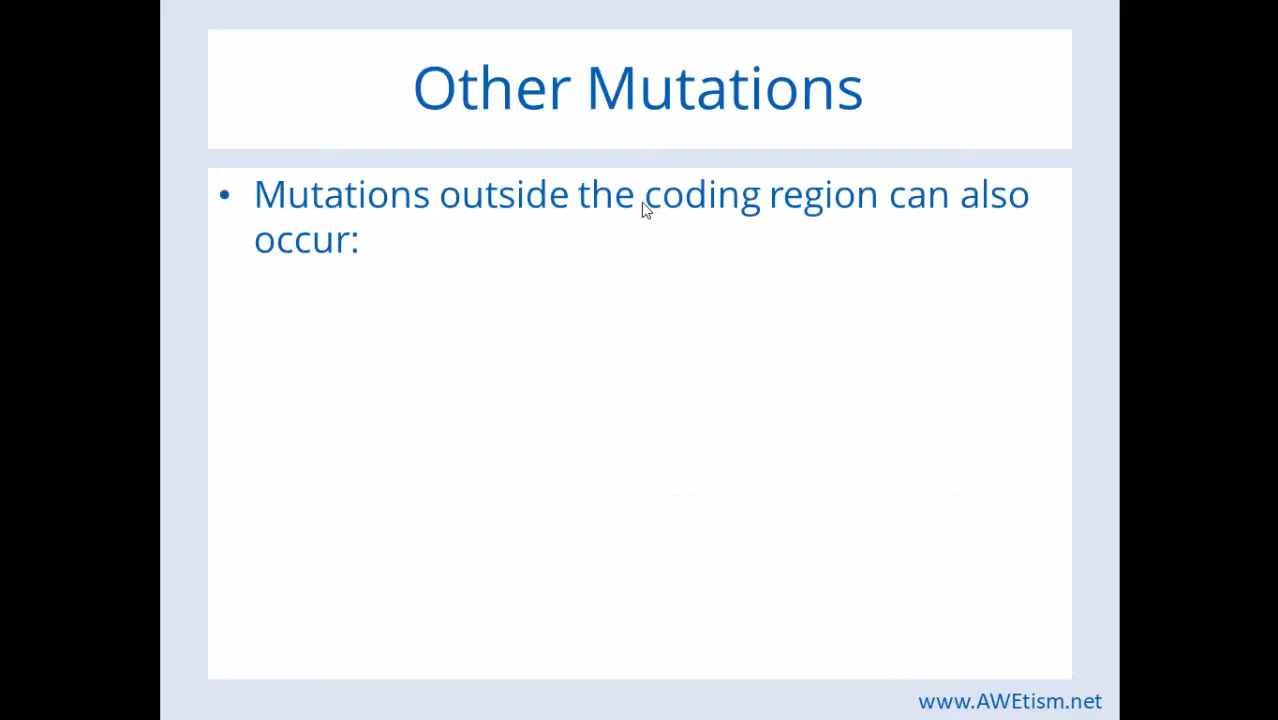 Other Mutations
• Mutations outside the coding region can also
occur:
www.AWEtism.net